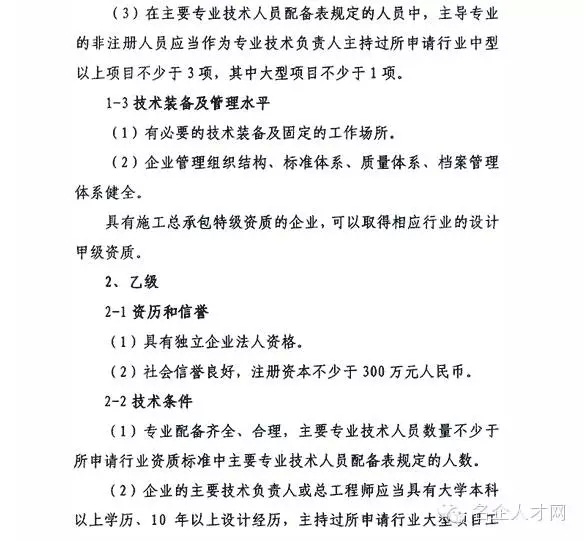 (3)在主要专业技术人员配备表规定的人员中，主导专业
的非注册人员应当作为专业技术负责人主持过所申请行业中型
以上项目不少于3项，其中大型项目不少于1项。
1-3 技术装备及管理水平
(1)有必要的技术装备及固定的工作场所。
(2)企业管理组织结构、标准体系、质量体系、档案管理
体系健全。
具有施工总承包特级资质的企业，可以取得相应行业的设计
甲级资质。
2、乙级
2-1 资历和信誉
(1)具有独立企业法人资格。
(2)社会信誉良好，注册资本不少于300万元人民币。
2-2 技术条件
(1)专业配备齐全、合理，主要专业技术人员数量不少于
所申请行业资质标准中主要专业技术人员配备表规定的人数。
(2)企业的主要技术负责人或总工程师应当具有大学本科
以上学历、10 年以上设计经历，主持过所申请行业大型项目工
名企人才网